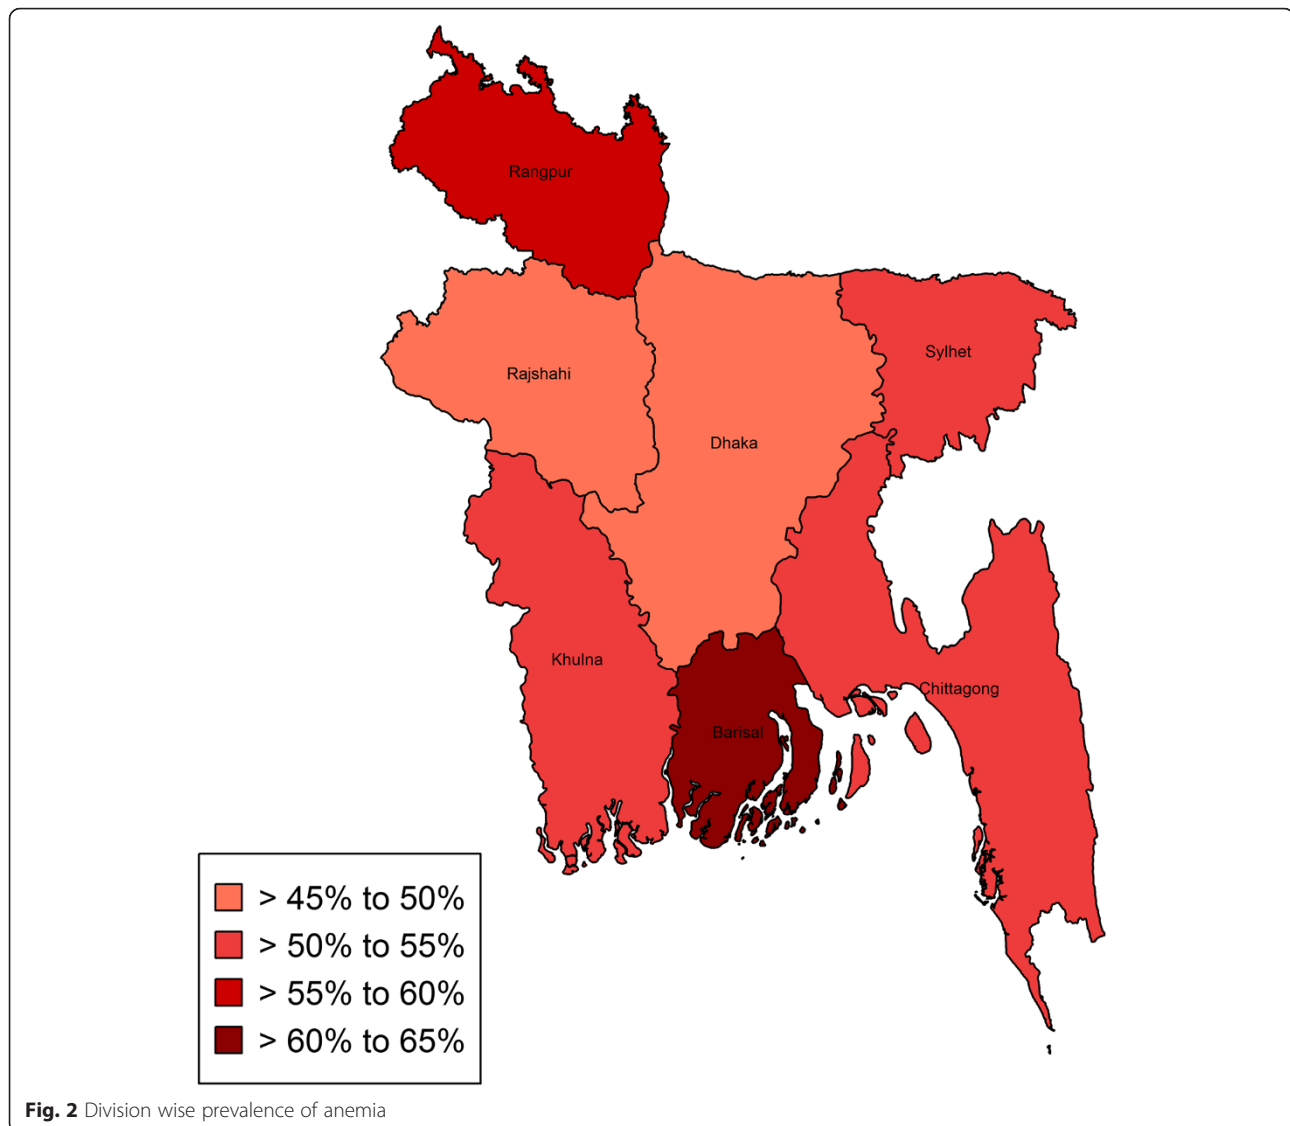 Rangpur
Sylhet
Rajshahi
Dhaka
Khulna
Chittagong
Barisal
> 45% to 50%
> 50% to 55%
> 55% to 60%
> 60% to 65%
Fig. 2 Division wise prevalence of anemia